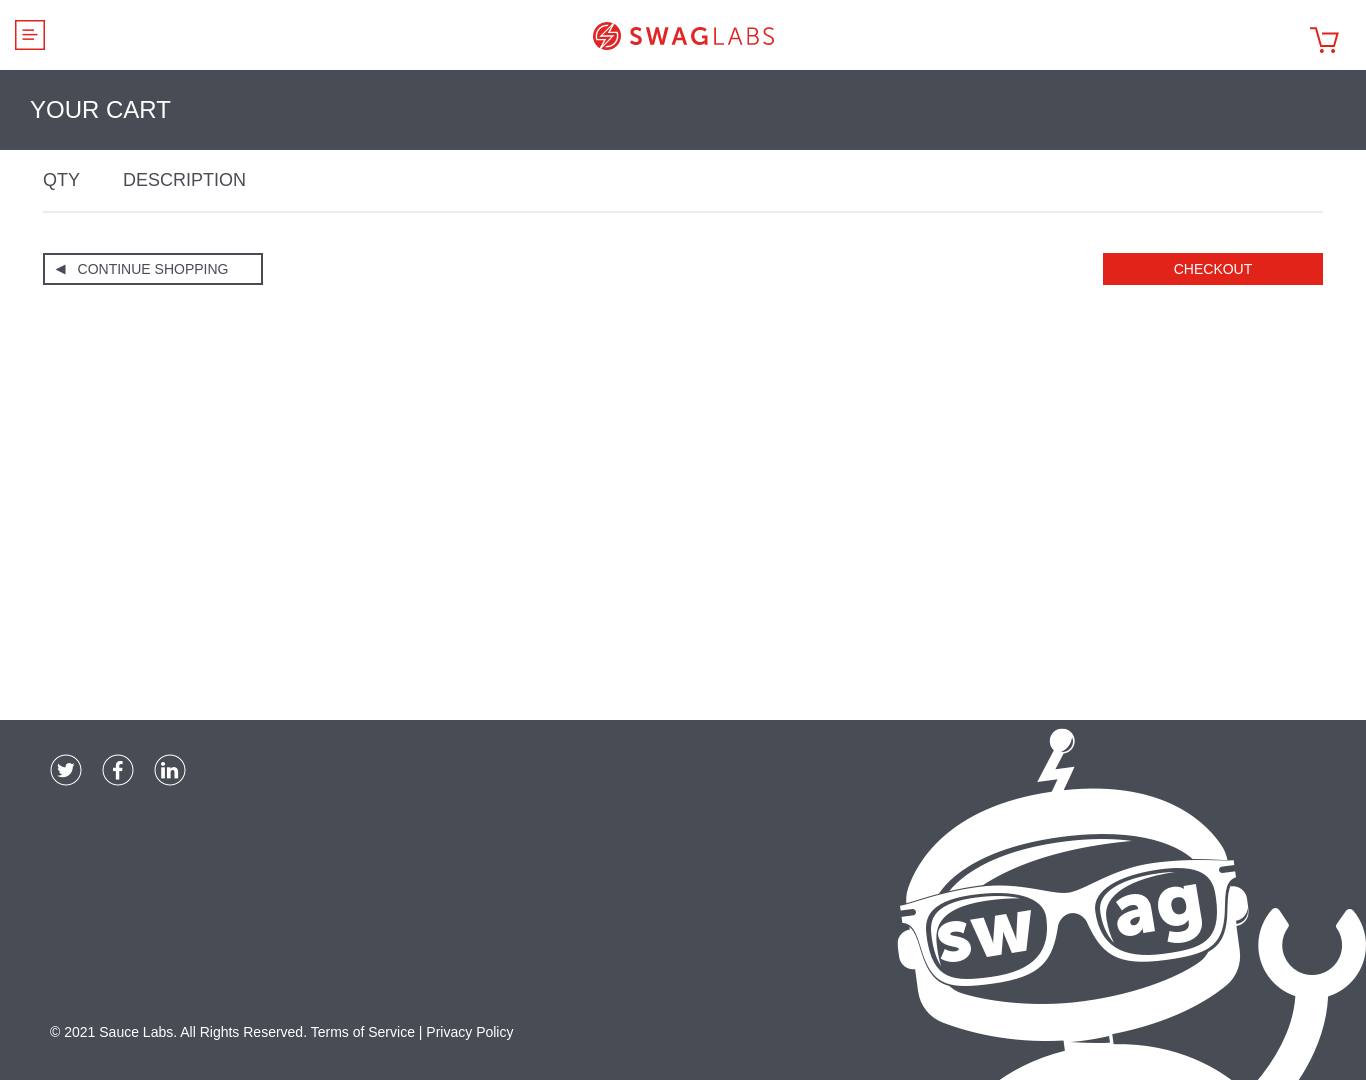 SWAGLABS
YOUR CART
QTY DESCRIPTION
CONTINUE SHOPPING CHECKOUT
sw ag
© 2021 Sauce Labs. All Rights Reserved. Terms of Service | Privacy Policy